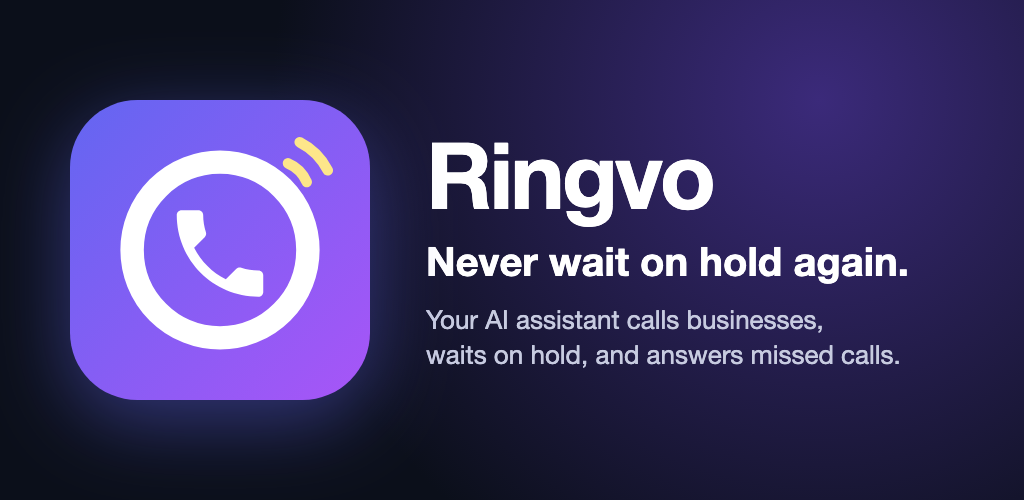 Ringvo
Never wait on hold again.
Your AI assistant calls businesses,
waits on hold, and answers missed calls.